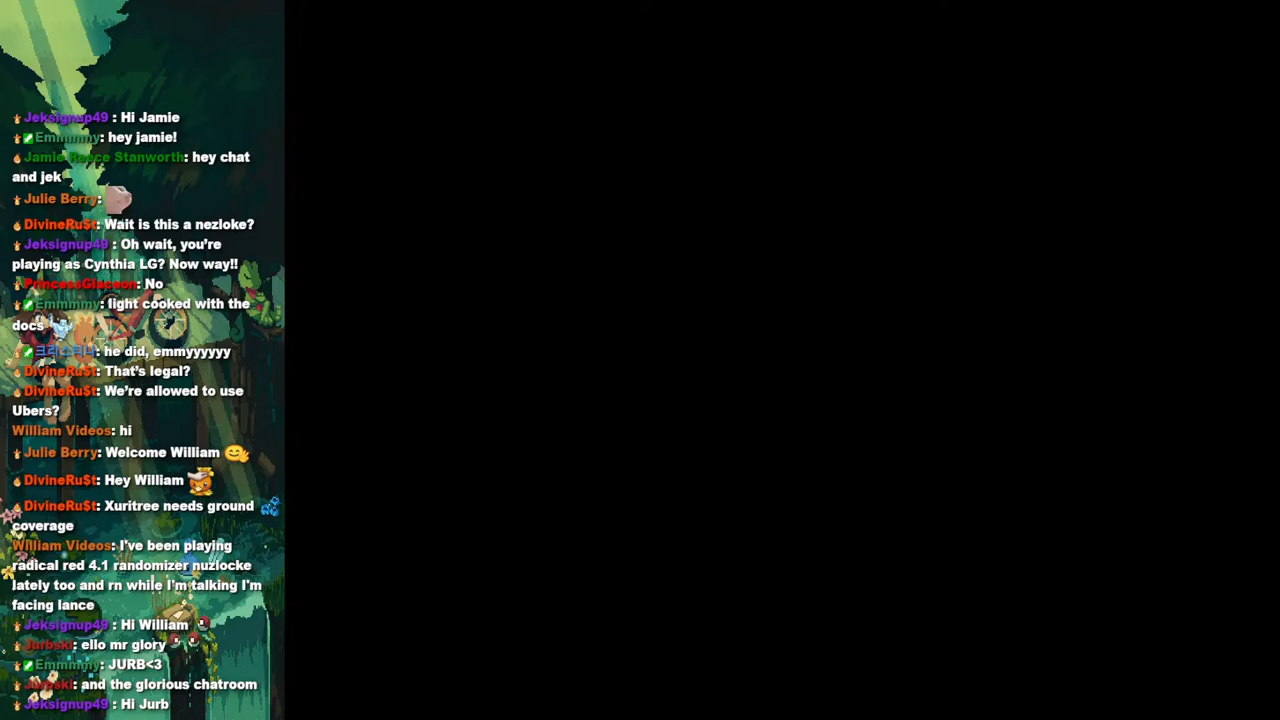 Jeksignup49 : Hi Jamie
Emmmmy: hey jamie!
Jamie Reece Stanworth: hey chat
and jek
Julie Berry:
DivineRu$t: Wait is this a nezloke?
Jeksignup49 : Oh wait, you're
playing as Cynthia LG? Now way!!
PrincessGlaceon: No
Emmmmy: light cooked with the
docs
크리스티나: he did, emmyyyyyy
DivineRu$t: That's legal?
DivineRu$t: We're allowed to use
Ubers?
William Videos: hi
Julie Berry: Welcome William
DivineRu$t: Hey William
DivineRu$t: Xuritree needs ground
coverage
William Videos: I've been playing
radical red 4.1 randomizer nuzlocke
lately too and rn while I'm talking I'm
facing lance
Jeksignup49 : Hi William
Jurbski: ello mr glory
Emmmmy: JURB<3
Jurbski: and the glorious chatroom
Jeksignup49 : Hi Jurb